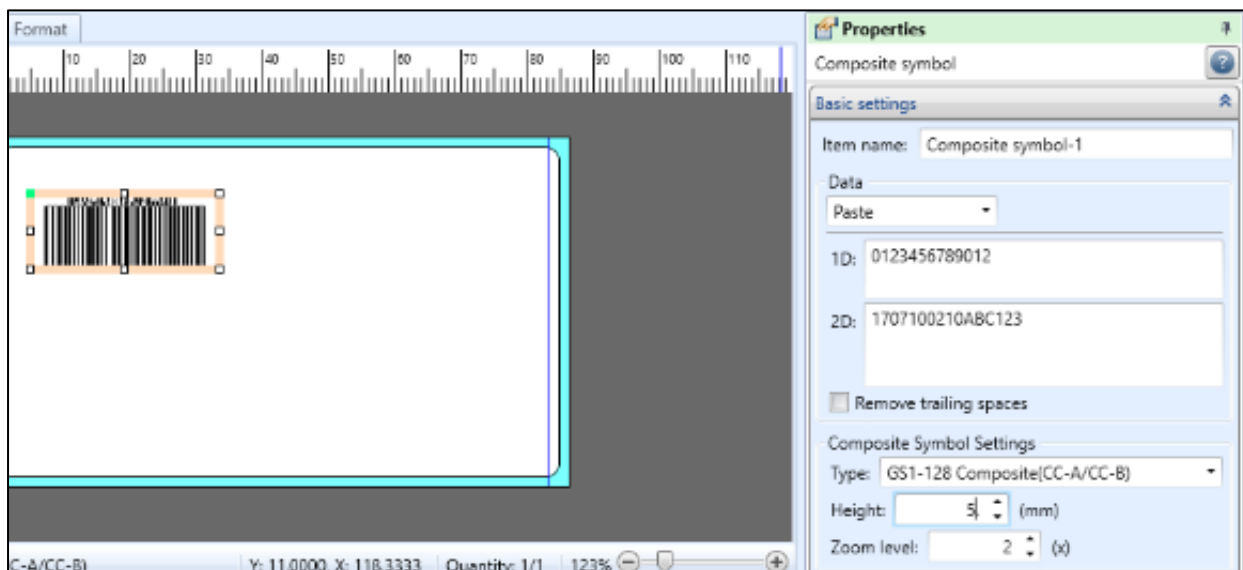 Format
10 20 30 40 50 60 70 80 90 100 110
Properties
Composite symbol
Basic settings
Item name: Composite symbol-1
Data
Paste
1D: 0123456789012
2D: 1707100210ABC123
Remove trailing spaces
Composite Symbol Settings
Type: GS1-128 Composite(CC-A/CC-B)
Height: 5 (mm)
Zoom level: 2 (x)
C-A/CC-B) Y: 11.0000, X: 118.3333 Quantity: 1/1 123%